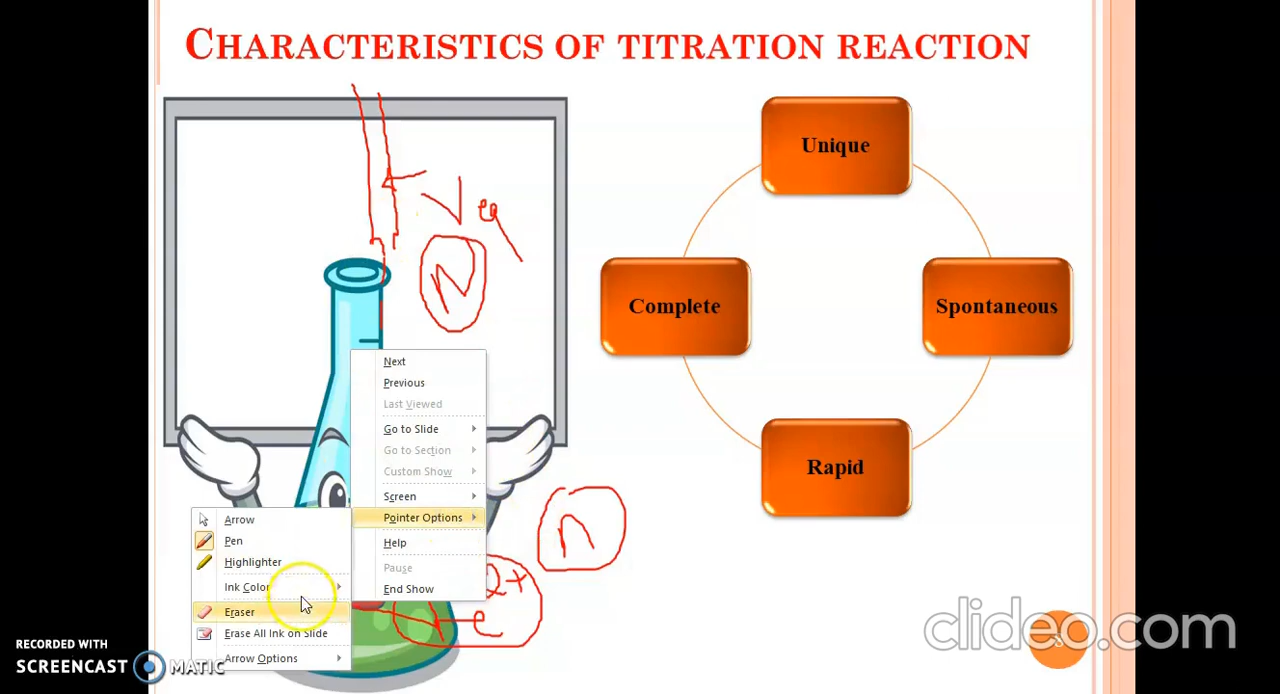 CHARACTERISTICS OF TITRATION REACTION
Unique
Complete
Spontaneous
Rapid
V eq
n
Next
Previous
Last Viewed
Go to Slide
Go to Section
Custom Show
Screen
Pointer Options
Help
Pause
End Show
Arrow
Pen
Highlighter
Ink Color
Eraser
Erase All Ink on Slide
Arrow Options
n
RECORDED WITH
SCREENCAST MATIC
clideo.com